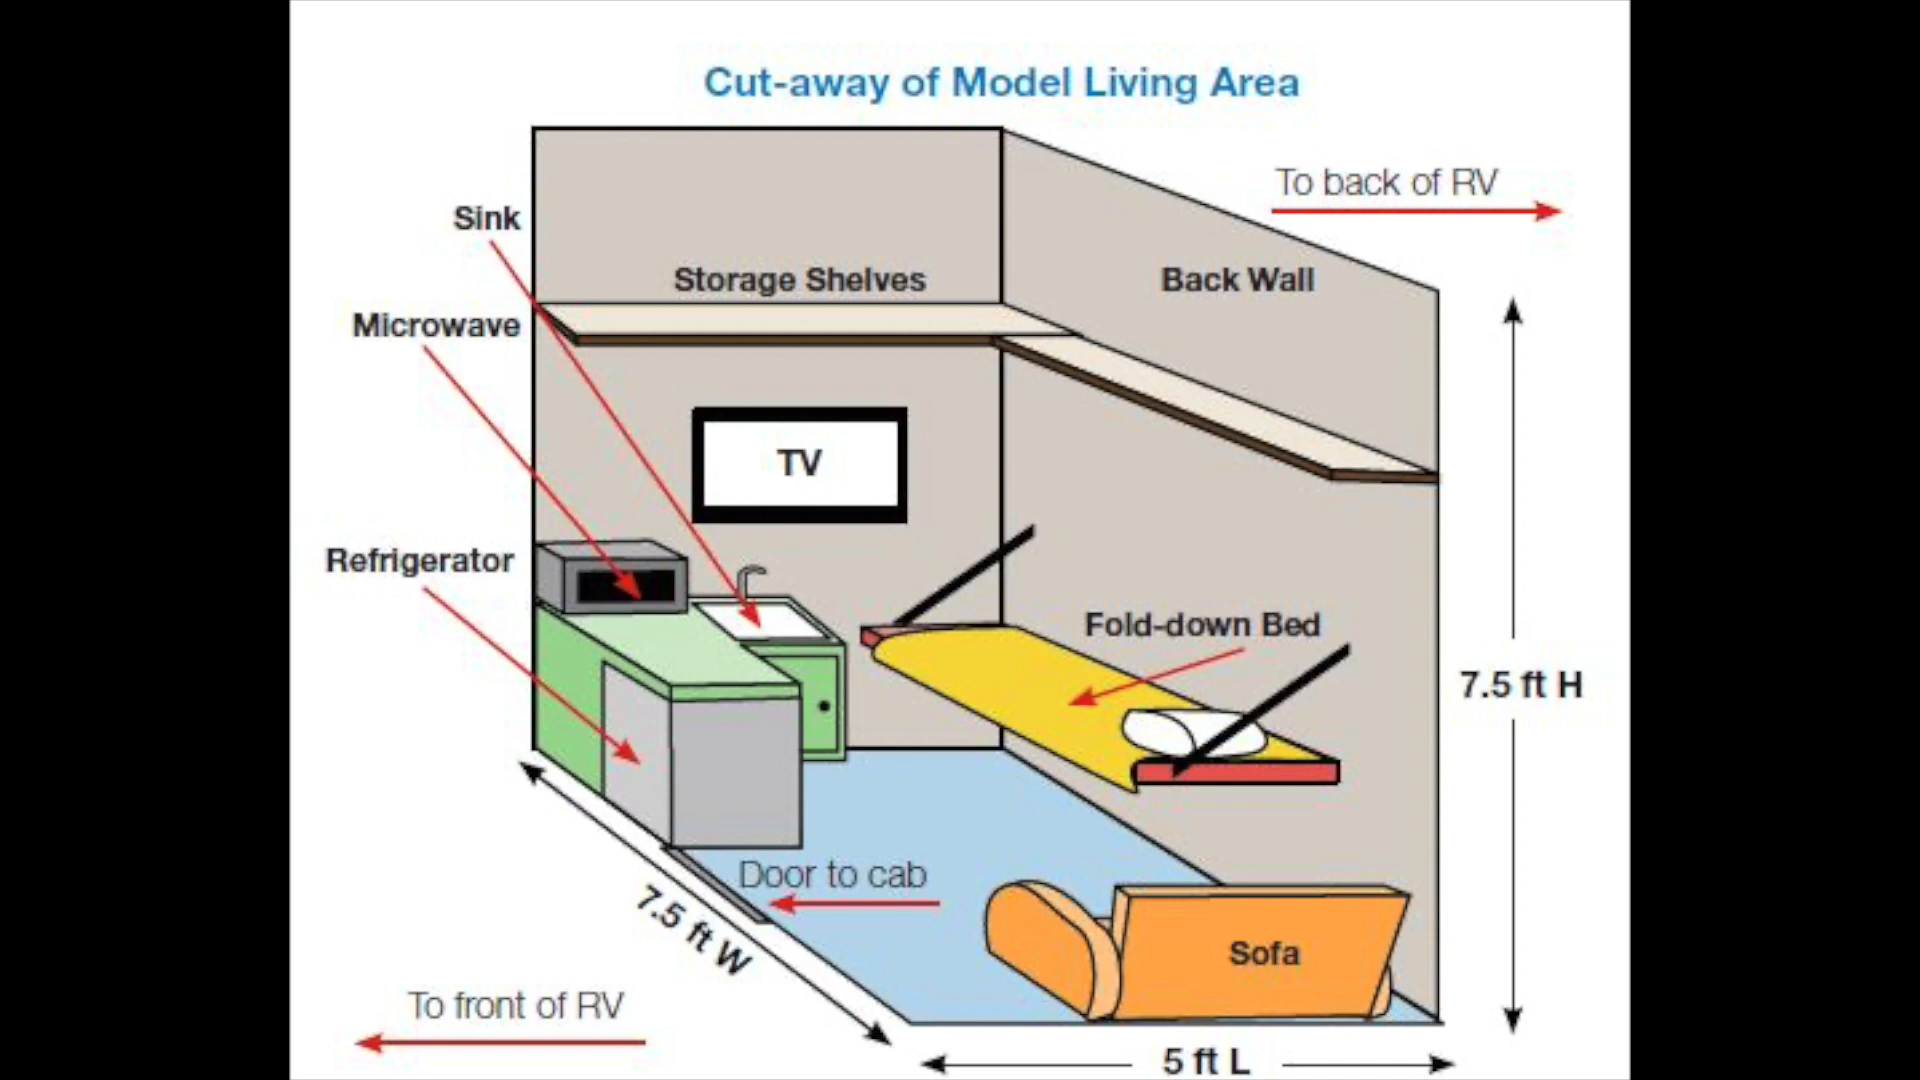 Cut-away of Model Living Area
To back of RV
Sink
Storage Shelves
Back Wall
Microwave
TV
Refrigerator
Fold-down Bed
7.5 ft H
Door to cab
7.5 ft W
Sofa
To front of RV
5 ft L